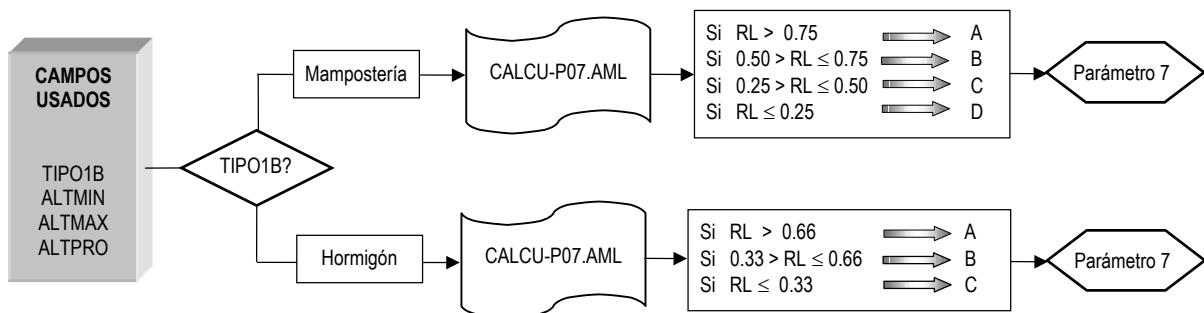 CAMPOS
USADOS
TIPO1B
ALTMIN
ALTMAX
ALTPRO
TIPO1B?
Mampostería
CALCU-P07.AML
Si RL > 0.75 A
Si 0.50 > RL ≤ 0.75 B
Si 0.25 > RL ≤ 0.50 C
Si RL ≤ 0.25 D
Parámetro 7
Hormigón
CALCU-P07.AML
Si RL > 0.66 A
Si 0.33 > RL ≤ 0.66 B
Si RL ≤ 0.33 C
Parámetro 7